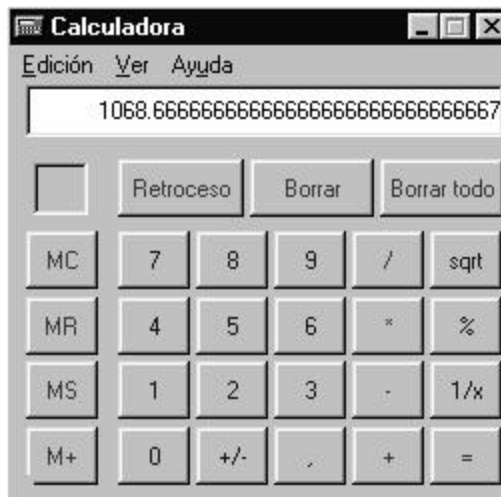 Calculadora
Edición Ver Ayuda
1068.6666666666666666666666666667
Retroceso Borrar Borrar todo
MC 7 8 9 / sqrt
MR 4 5 6 * %
MS 1 2 3 - 1/x
M+ 0 +/- , + =